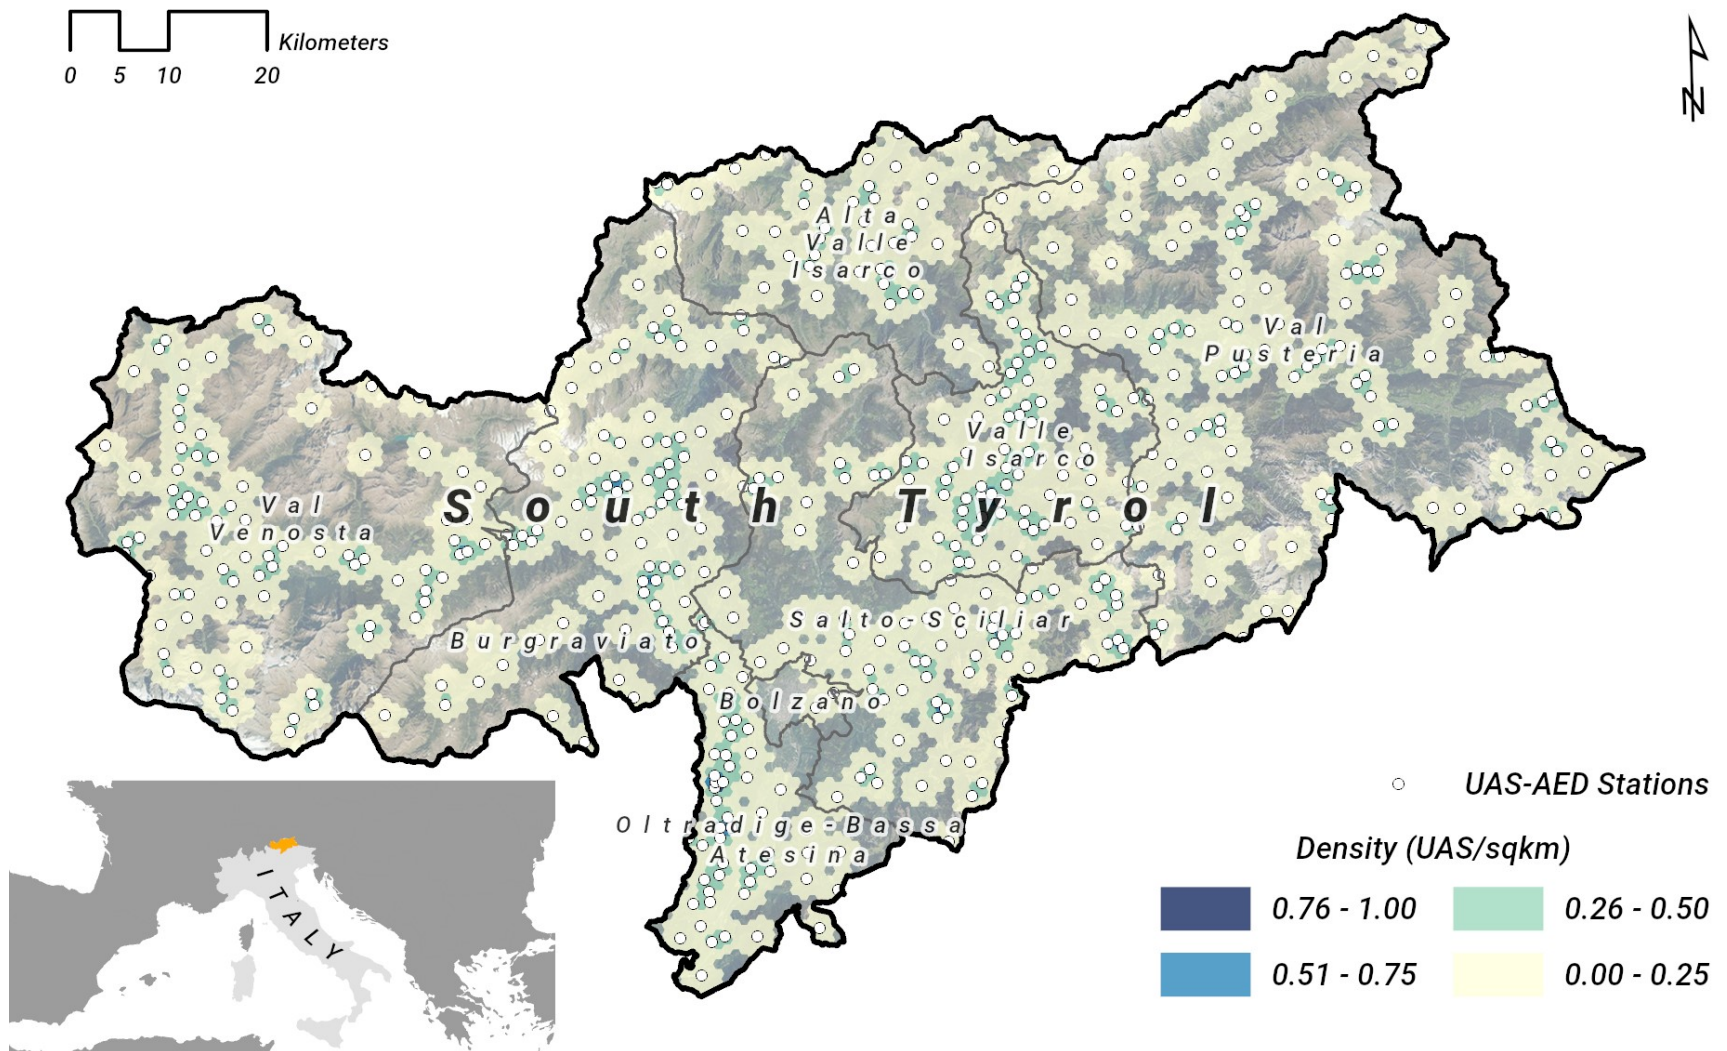 Kilometers
0 5 10 20
N
Alta
Valle
Isarco
Val
Pusteria
Valle
Isarco
South Tyrol
Val
Venosta
Burgraviato
Salto-Sciliar
Bolzano
Oltradige-Bassa
Atesina
ITALY
UAS-AED Stations
Density (UAS/sqkm)
0.76 - 1.00
0.26 - 0.50
0.51 - 0.75
0.00 - 0.25